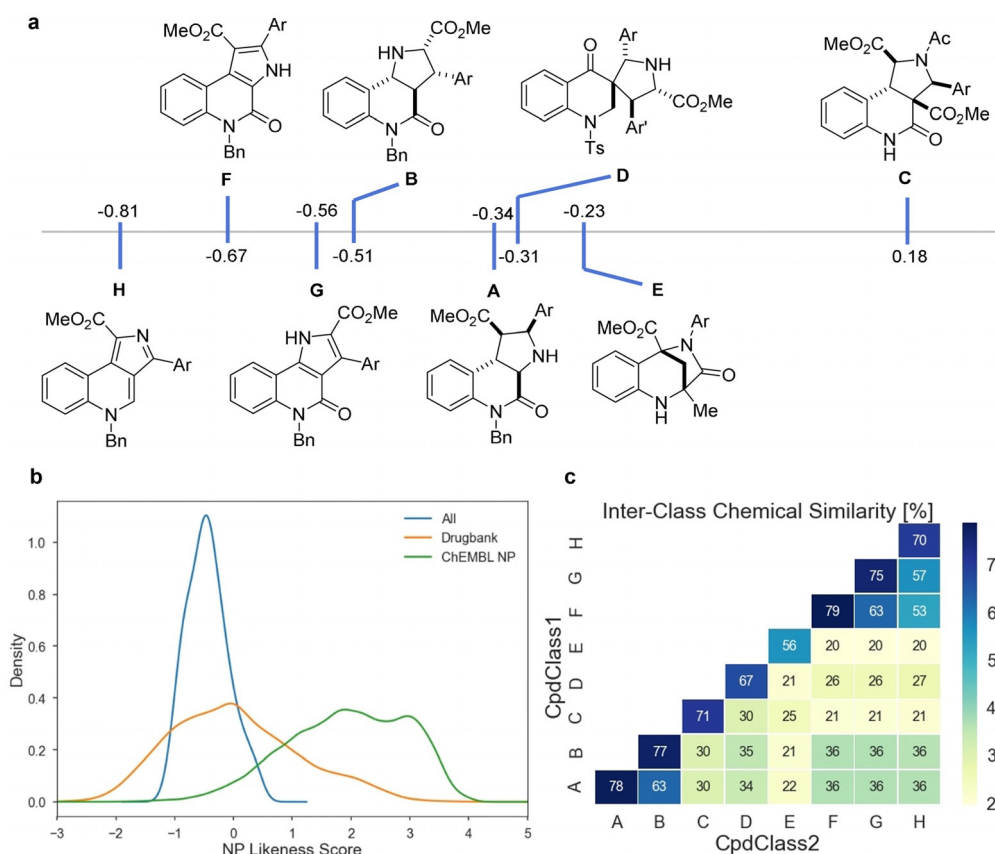 a
MeO₂C Ar
NH
N O
Bn
F
HN CO₂Me
Ar
N O
Bn
B
O Ar
NH
CO₂Me
N Ar'
Ts
D
MeO₂C N Ac
Ar
CO₂Me
N O
H
C
-0.81 -0.56 -0.34 -0.23
-0.67 -0.51 -0.31 0.18
H G A E
MeO₂C
N
Ar
N
Bn
CO₂Me
HN
Ar
N O
Bn
MeO₂C Ar
NH
N O
Bn
MeO₂C Ar
N
O
N Me
H
b
All
Drugbank
ChEMBL NP
Density
1.0
0.8
0.6
0.4
0.2
0.0
−3 −2 −1 0 1 2 3 4 5
NP Likeness Score
c
Inter-Class Chemical Similarity [%]
CpdClass1
H 70
G 75 57
F 79 63 53
E 56 20 20 20
D 67 21 26 26 27
C 71 30 25 21 21 21
B 77 30 35 21 36 36 36
A 78 63 30 34 22 36 36 36
A B C D E F G H
CpdClass2
7
6
5
4
3
2